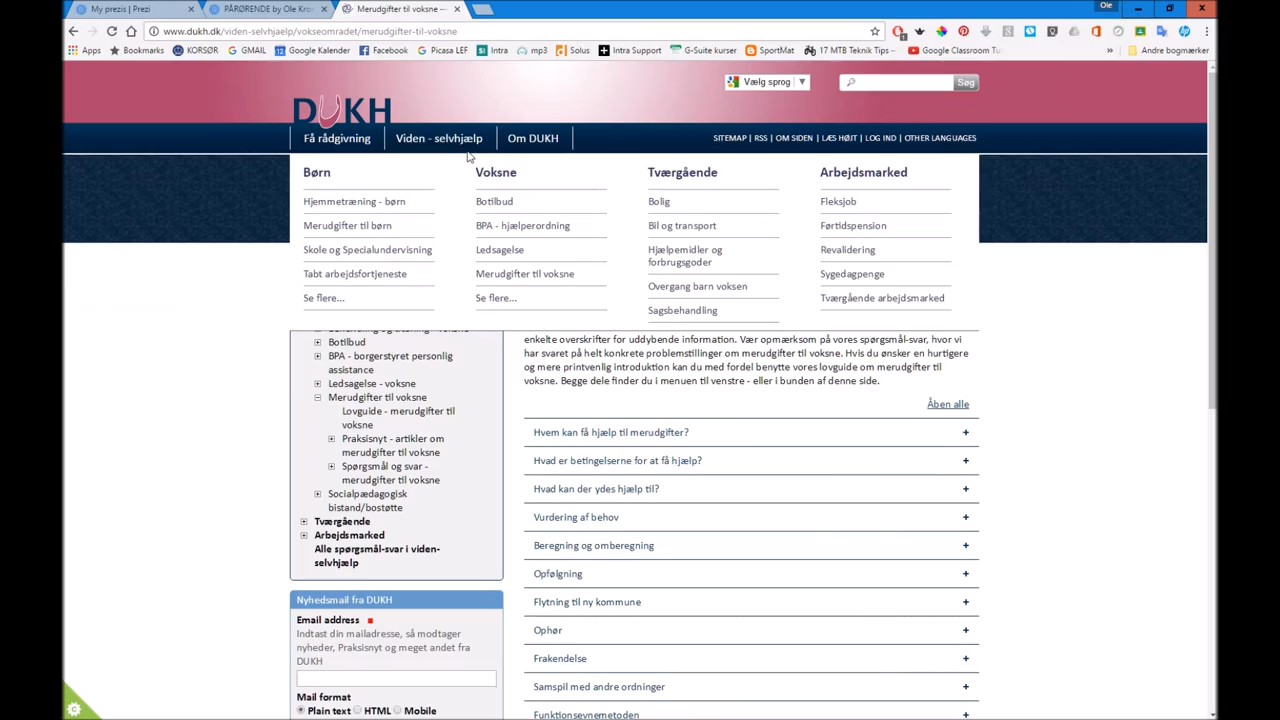 My prezis | Prezi
PÅRØRENDE by Ole Kron
Merudgifter til voksne —
Ole
www.dukh.dk/viden-selvhjaelp/vokseomradet/merudgifter-til-voksne
Apps
Bookmarks
KORSØR
GMAIL
Google Kalender
Facebook
Picasa LEF
Intra
mp3
Solus
Intra Support
G-Suite kurser
SportMat
17 MTB Teknik Tips –
Google Classroom Tu
»
Andre bogmærker
Vælg sprog
Søg
DUKH
Få rådgivning
Viden - selvhjælp
Om DUKH
SITEMAP | RSS | OM SIDEN | LÆS HØJT | LOG IND | OTHER LANGUAGES
Børn
Hjemmetræning - børn
Merudgifter til børn
Skole og Specialundervisning
Tabt arbejdsfortjeneste
Se flere...
Voksne
Botilbud
BPA - hjælperordning
Ledsagelse
Merudgifter til voksne
Se flere...
Tværgående
Bolig
Bil og transport
Hjælpemidler og
forbrugsgoder
Overgang barn voksen
Sagsbehandling
Arbejdsmarked
Fleksjob
Førtidspension
Revalidering
Sygedagpenge
Tværgående arbejdsmarked
Botilbud
BPA - borgerstyret personlig
assistance
Ledsagelse - voksne
Merudgifter til voksne
Lovguide - merudgifter til
voksne
Praksisnyt - artikler om
merudgifter til voksne
Spørgsmål og svar -
merudgifter til voksne
Socialpædagogisk
bistand/bostøtte
Tværgående
Arbejdsmarked
Alle spørgsmål-svar i viden-
selvhjælp
Nyhedsmail fra DUKH
Email address
Indtast din mailadresse, så modtager
nyheder, Praksisnyt og meget andet fra
DUKH
Mail format
Plain text
HTML
Mobile
enkelte overskrifter for uddybende information. Vær opmærksom på vores spørgsmål-svar, hvor vi
har svaret på helt konkrete problemstillinger om merudgifter til voksne. Hvis du ønsker en hurtigere
og mere printvenlig introduktion kan du med fordel benytte vores lovguide om merudgifter til
voksne. Begge dele finder du i menuen til venstre - eller i bunden af denne side.
Åben alle
Hvem kan få hjælp til merudgifter?
Hvad er betingelserne for at få hjælp?
Hvad kan der ydes hjælp til?
Vurdering af behov
Beregning og omberegning
Opfølgning
Flytning til ny kommune
Ophør
Frakendelse
Samspil med andre ordninger
Funktionsevnemetoden